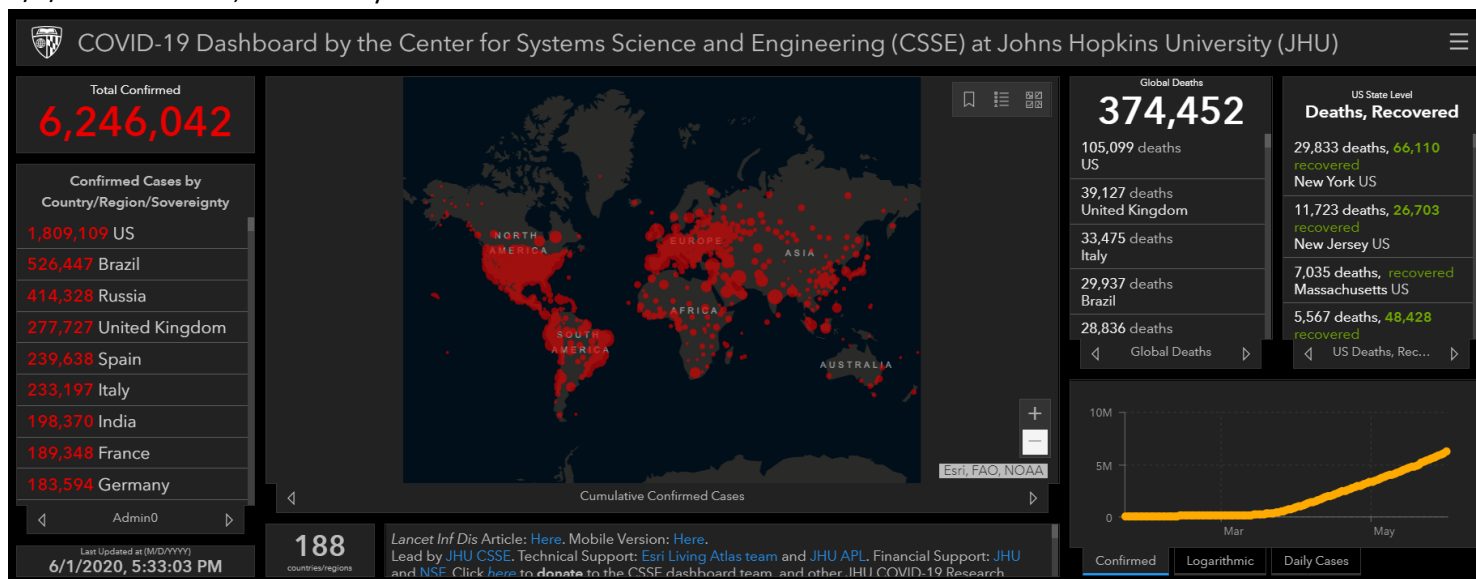 COVID-19 Dashboard by the Center for Systems Science and Engineering (CSSE) at Johns Hopkins University (JHU)
Total Confirmed
6,246,042
Confirmed Cases by
Country/Region/Sovereignty
1,809,109 US
526,447 Brazil
414,328 Russia
277,727 United Kingdom
239,638 Spain
233,197 Italy
198,370 India
189,348 France
183,594 Germany
Admin0
Last Updated at (M/D/YYYY)
6/1/2020, 5:33:03 PM
NORTH
AMERICA
EUROPE
ASIA
AFRICA
SOUTH
AMERICA
AUSTRALIA
+
−
Esri, FAO, NOAA
Cumulative Confirmed Cases
188
countries/regions
Lancet Inf Dis Article: Here. Mobile Version: Here.
Lead by JHU CSSE. Technical Support: Esri Living Atlas team and JHU APL. Financial Support: JHU
and NSF. Click here to donate to the CSSE dashboard team, and other JHU COVID-19 Research
Global Deaths
374,452
105,099 deaths
US
39,127 deaths
United Kingdom
33,475 deaths
Italy
29,937 deaths
Brazil
28,836 deaths
Global Deaths
US State Level
Deaths, Recovered
29,833 deaths, 66,110
recovered
New York US
11,723 deaths, 26,703
recovered
New Jersey US
7,035 deaths, recovered
Massachusetts US
5,567 deaths, 48,428
recovered
US Deaths, Rec...
10M
5M
0
Mar
May
Confirmed
Logarithmic
Daily Cases